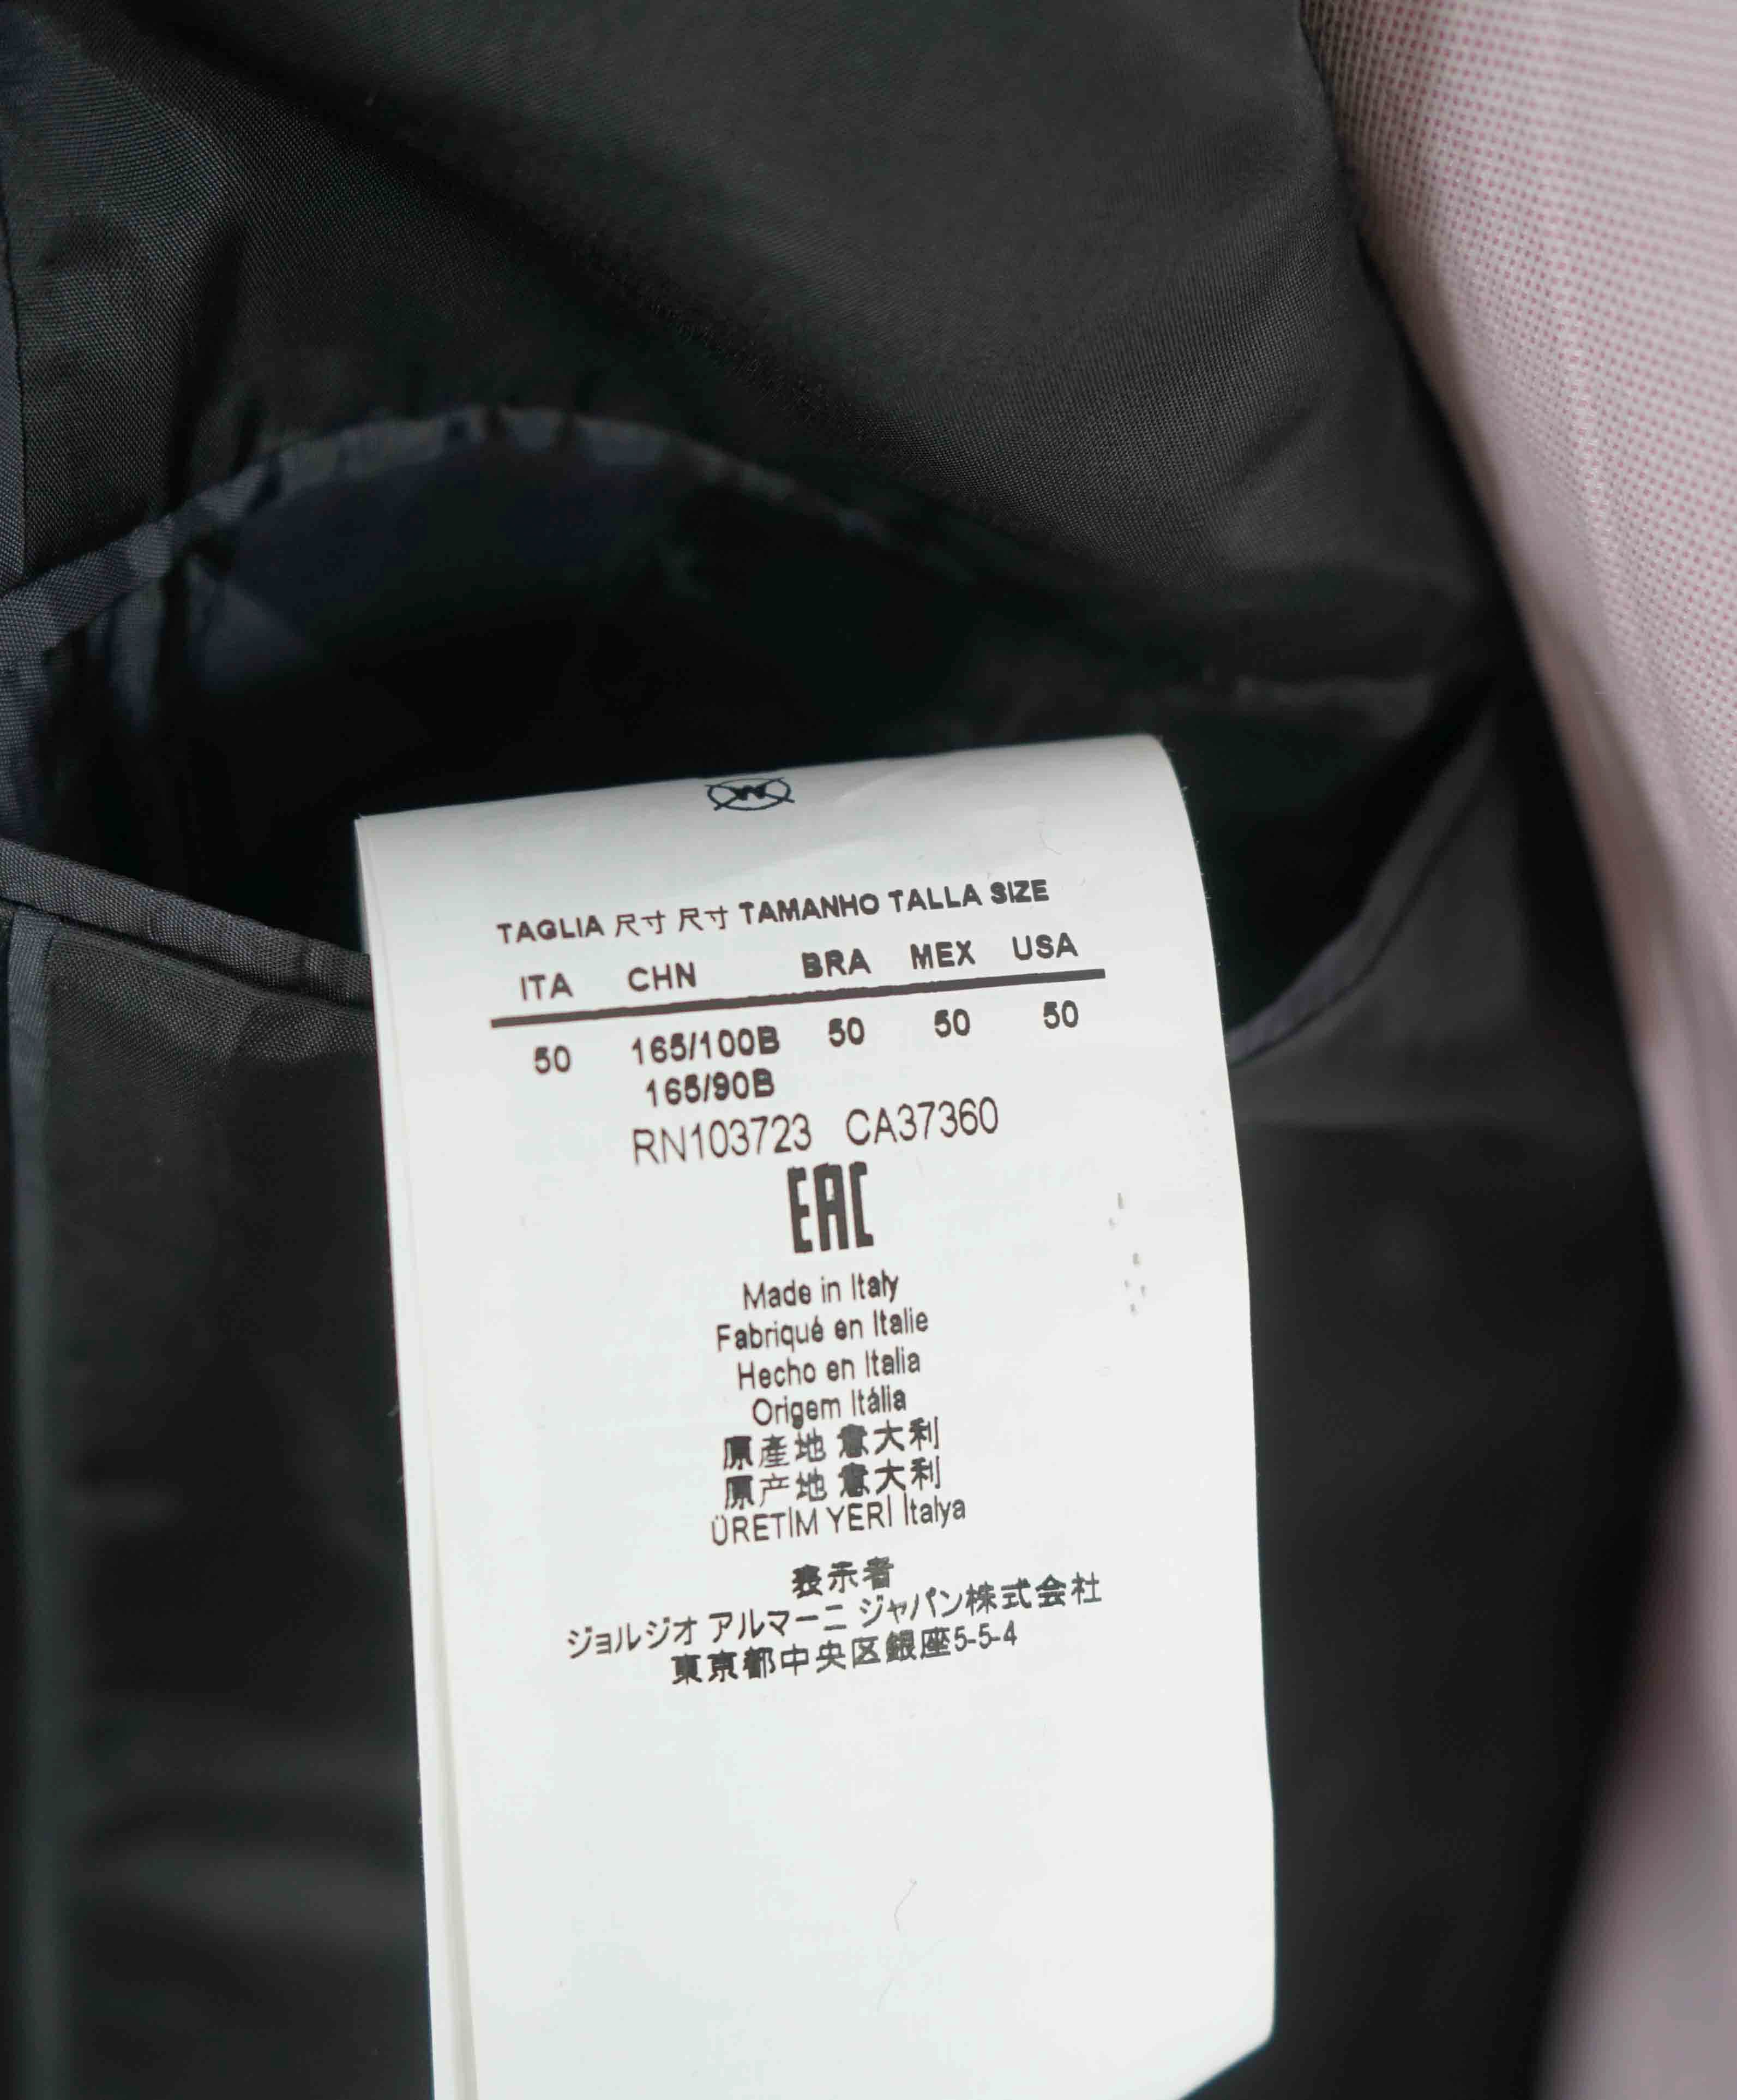 W
TAGLIA 尺寸 尺寸 TAMANHO TALLA SIZE
ITA CHN BRA MEX USA
50 165/100B 50 50 50
165/90B
RN103723 CA37360
EAC
Made in Italy
Fabriqué en Italie
Hecho en Italia
Origem Itália
原產地 意大利
原产地 意大利
ÜRETİM YERİ İtalya
表示者
ジョルジオ アルマーニ ジャパン株式会社
東京都中央区銀座5-5-4